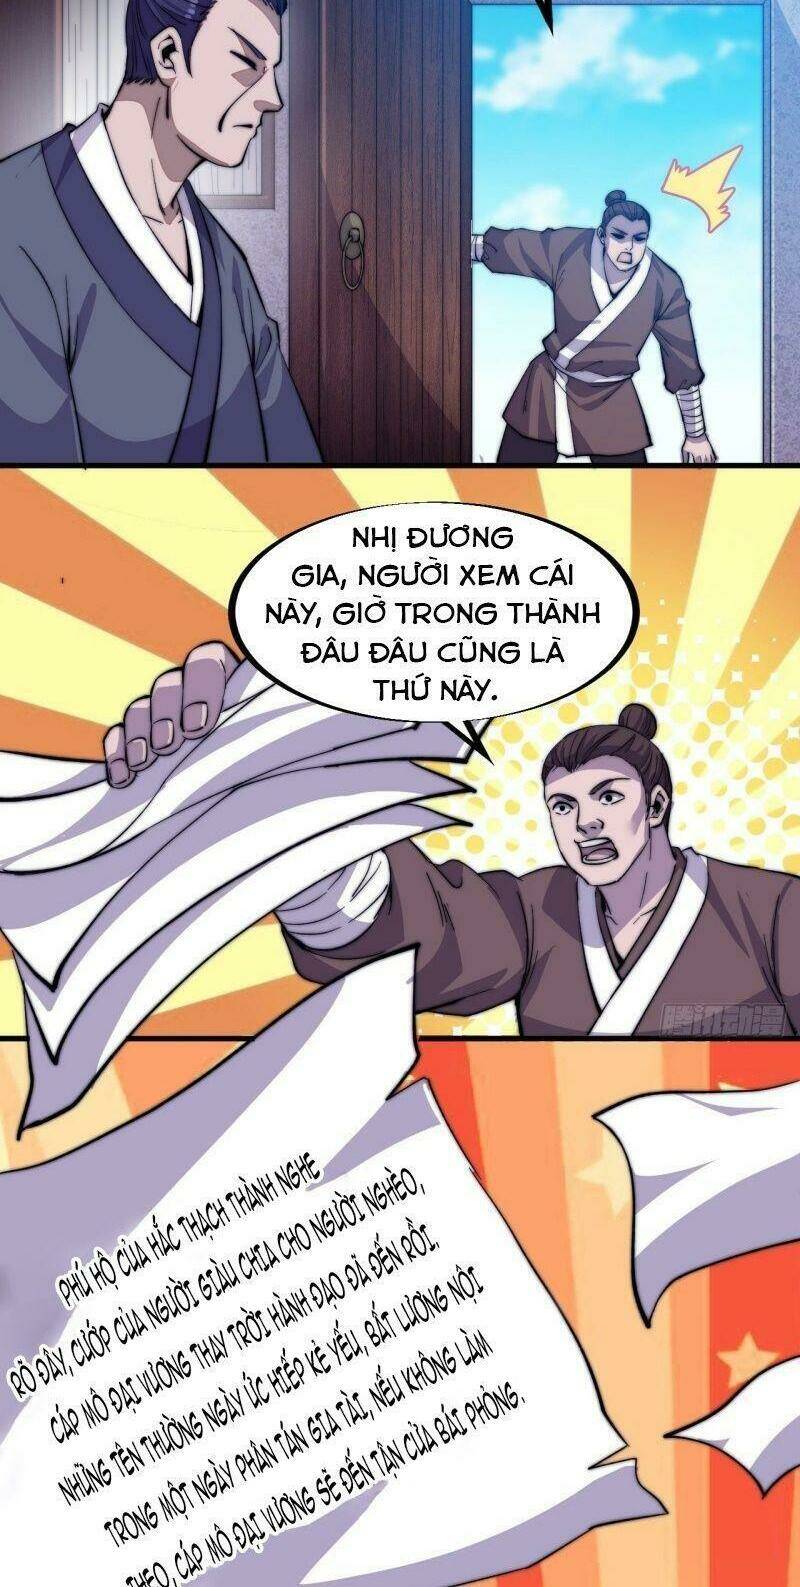 NHỊ ĐƯƠNG
GIA, NGƯỜI XEM CÁI
NÀY, GIỜ TRONG THÀNH
ĐÂU ĐÂU CŨNG LÀ
THỨ NÀY.
腾讯动漫
PHÚ HỘ CỦA HẮC THẠCH THÀNH NGHE
RÕ ĐÂY, CƯỚP CỦA NGƯỜI GIÀU CHIA CHO NGƯỜI NGHÈO,
CÁP MÔ ĐẠI VƯƠNG THAY TRỜI HÀNH ĐẠO ĐÃ ĐẾN RỒI.
NHỮNG TÊN THƯỜNG NGÀY ỨC HIẾP KẺ YẾU, BẤT LƯƠNG NỘI
TRONG MỘT NGÀY PHÂN TÁN GIA TÀI, NẾU KHÔNG LÀM
THEO, CÁP MÔ ĐẠI VƯƠNG SẼ ĐẾN TẬN CỬA BÁI PHỎNG.